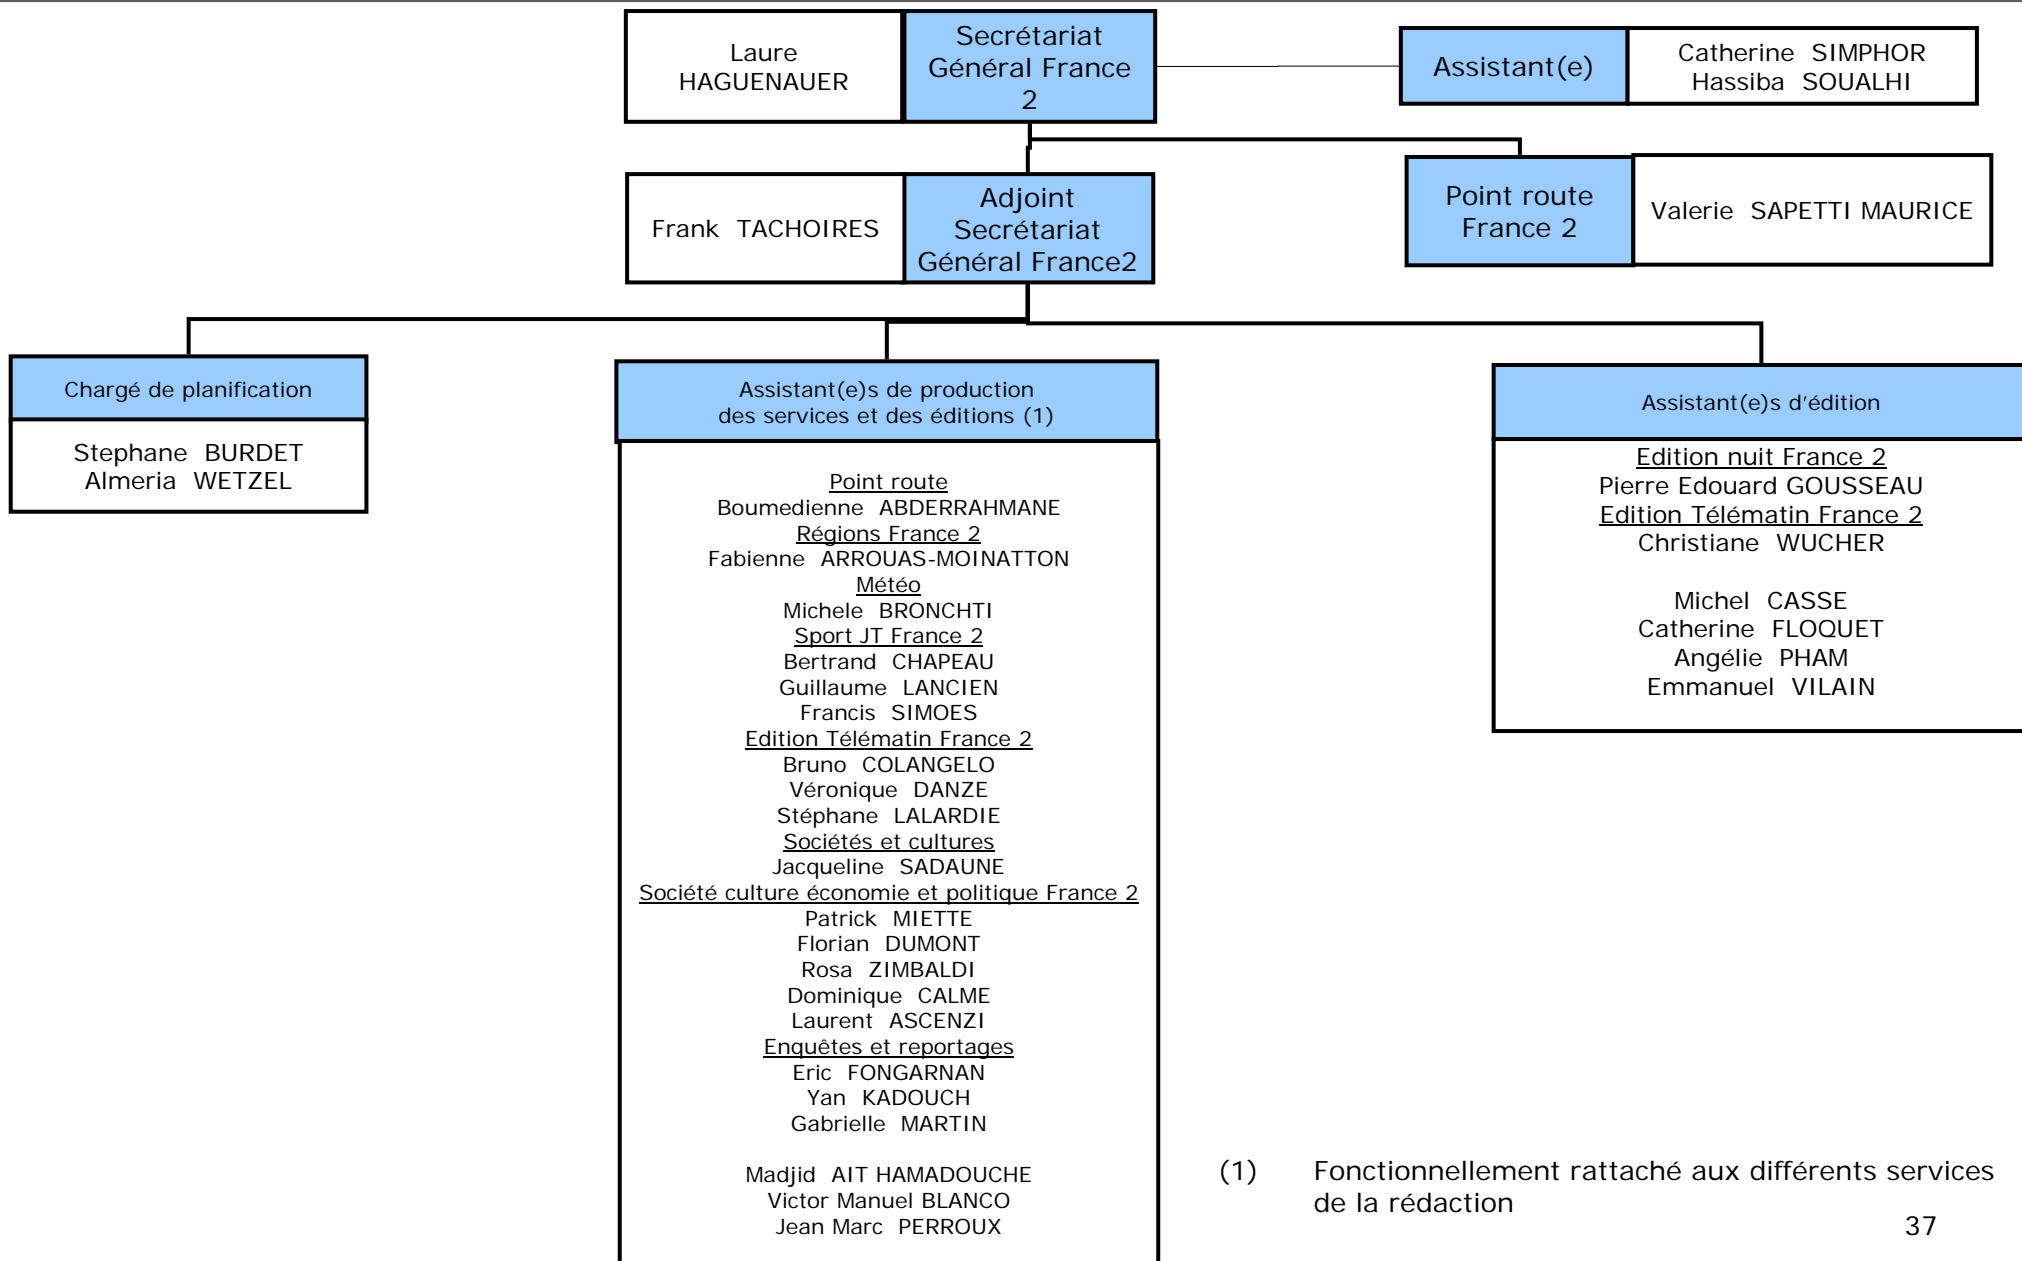 Laure
HAGUENAUER
Secrétariat
Général France
2
Assistant(e)
Catherine SIMPHOR
Hassiba SOUALHI
Frank TACHOIRES
Adjoint
Secrétariat
Général France2
Point route
France 2
Valerie SAPETTI MAURICE
Chargé de planification
Stephane BURDET
Almeria WETZEL
Assistant(e)s de production
des services et des éditions (1)
Point route
Boumedienne ABDERRAHMANE
Régions France 2
Fabienne ARROUAS-MOINATTON
Météo
Michele BRONCHTI
Sport JT France 2
Bertrand CHAPEAU
Guillaume LANCIEN
Francis SIMOES
Edition Télématin France 2
Bruno COLANGELO
Véronique DANZE
Stéphane LALARDIE
Sociétés et cultures
Jacqueline SADAUNE
Société culture économie et politique France 2
Patrick MIETTE
Florian DUMONT
Rosa ZIMBALDI
Dominique CALME
Laurent ASCENZI
Enquêtes et reportages
Eric FONGARNAN
Yan KADOUCH
Gabrielle MARTIN
Madjid AIT HAMADOUCHE
Victor Manuel BLANCO
Jean Marc PERROUX
Assistant(e)s d'édition
Edition nuit France 2
Pierre Edouard GOUSSEAU
Edition Télématin France 2
Christiane WUCHER
Michel CASSE
Catherine FLOQUET
Angélie PHAM
Emmanuel VILAIN
(1) Fonctionnellement rattaché aux différents services
de la rédaction
37